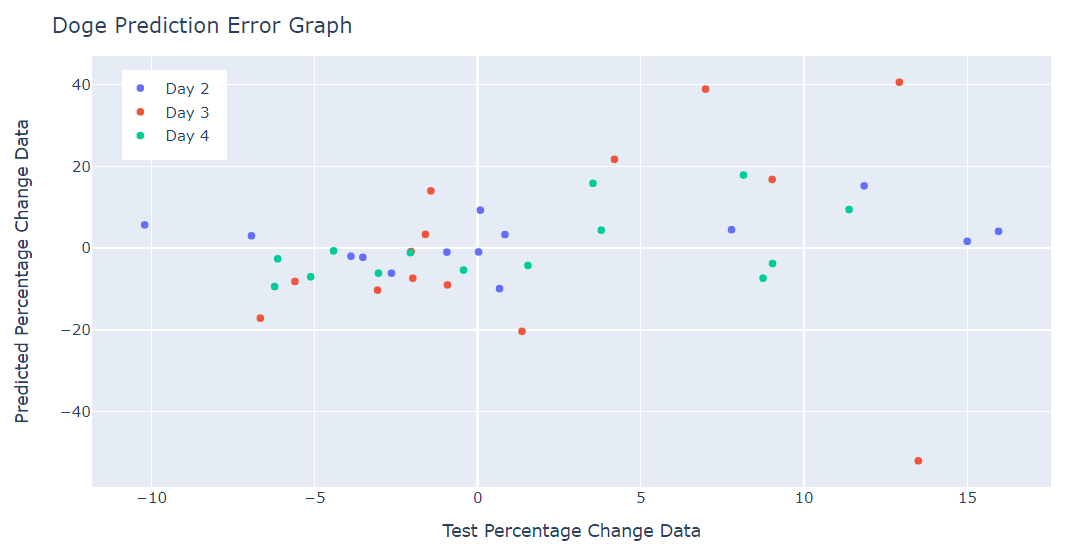 Doge Prediction Error Graph
Day 2
Day 3
Day 4
Predicted Percentage Change Data
40
20
0
−20
−40
−10
−5
0
5
10
15
Test Percentage Change Data